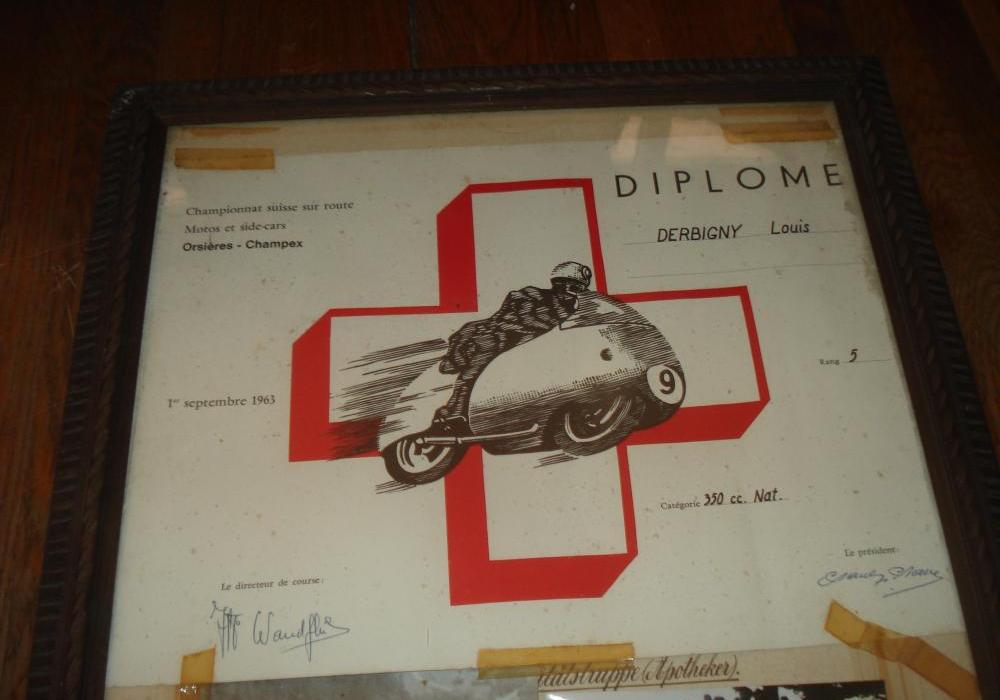 DIPLOME
Championnat suisse sur route
Motos et side-cars
Orsières - Champex
DERBIGNY Louis
Rang 5
9
1er septembre 1963
Catégorie 350 cc. Nat.
Le président:
Le directeur de course:
(Apotheker).